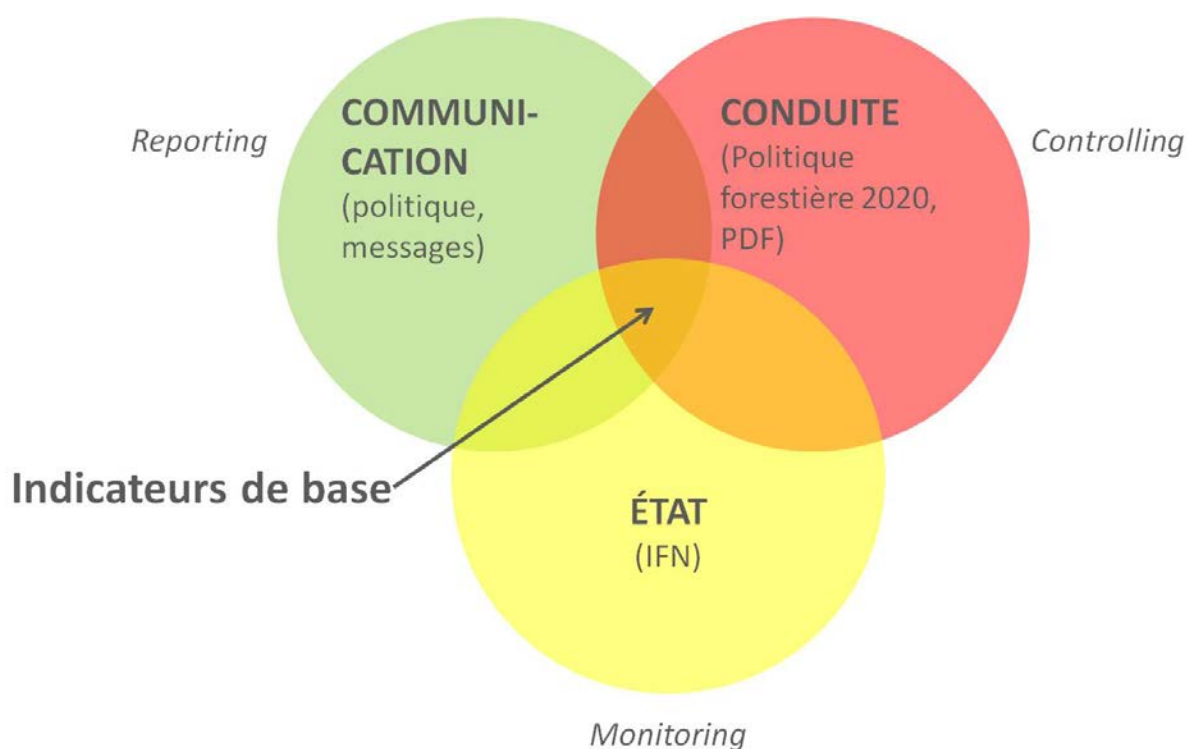 COMMUNI-
CATION
(politique,
messages)
Reporting
CONDUITE
(Politique
forestière 2020,
PDF)
Controlling
Indicateurs de base
ÉTAT
(IFN)
Monitoring